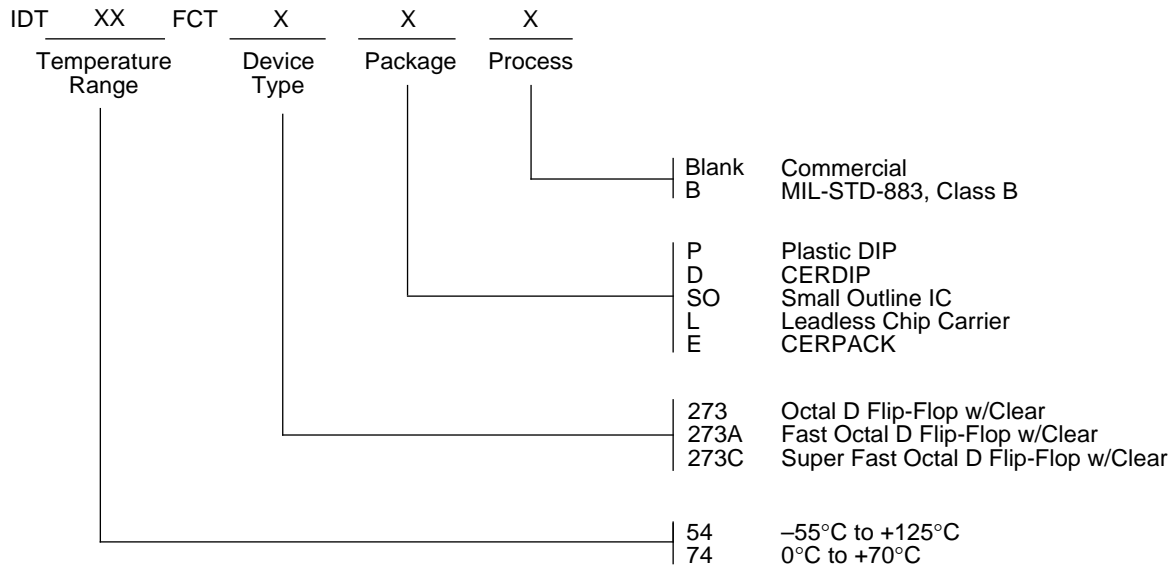 IDT XX FCT X X X
Temperature Range
Device Type
Package
Process
Blank Commercial
B MIL-STD-883, Class B
P Plastic DIP
D CERDIP
SO Small Outline IC
L Leadless Chip Carrier
E CERPACK
273 Octal D Flip-Flop w/Clear
273A Fast Octal D Flip-Flop w/Clear
273C Super Fast Octal D Flip-Flop w/Clear
54 –55°C to +125°C
74 0°C to +70°C